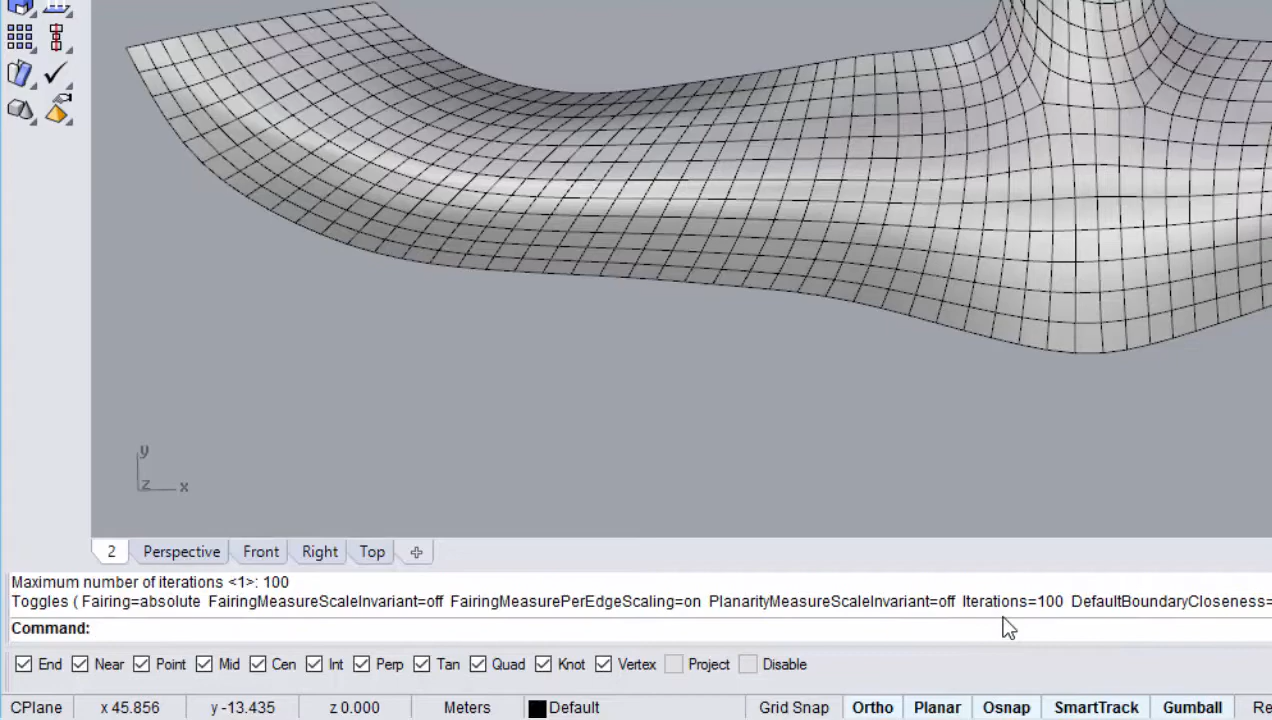 y
z x
2 Perspective Front Right Top
Maximum number of iterations <1>: 100
Toggles ( Fairing=absolute FairingMeasureScaleInvariant=off FairingMeasurePerEdgeScaling=on PlanarityMeasureScaleInvariant=off Iterations=100 DefaultBoundaryCloseness=
Command:
End Near Point Mid Cen Int Perp Tan Quad Knot Vertex Project Disable
CPlane x 45.856 y -13.435 z 0.000 Meters Default Grid Snap Ortho Planar Osnap SmartTrack Gumball Re